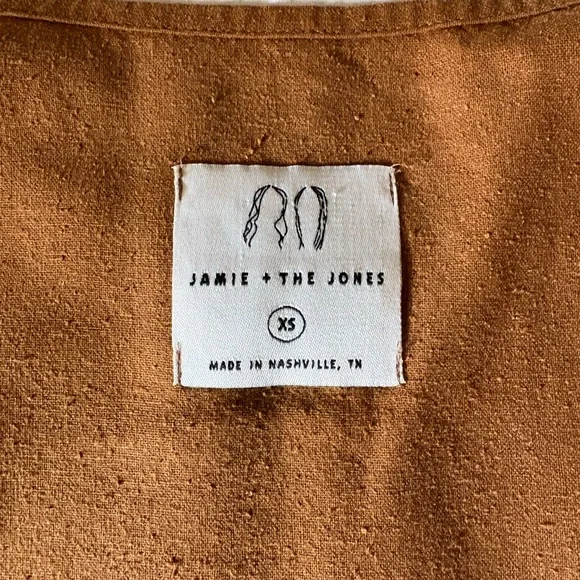 JAMIE + THE JONES
XS
MADE IN NASHVILLE, TN